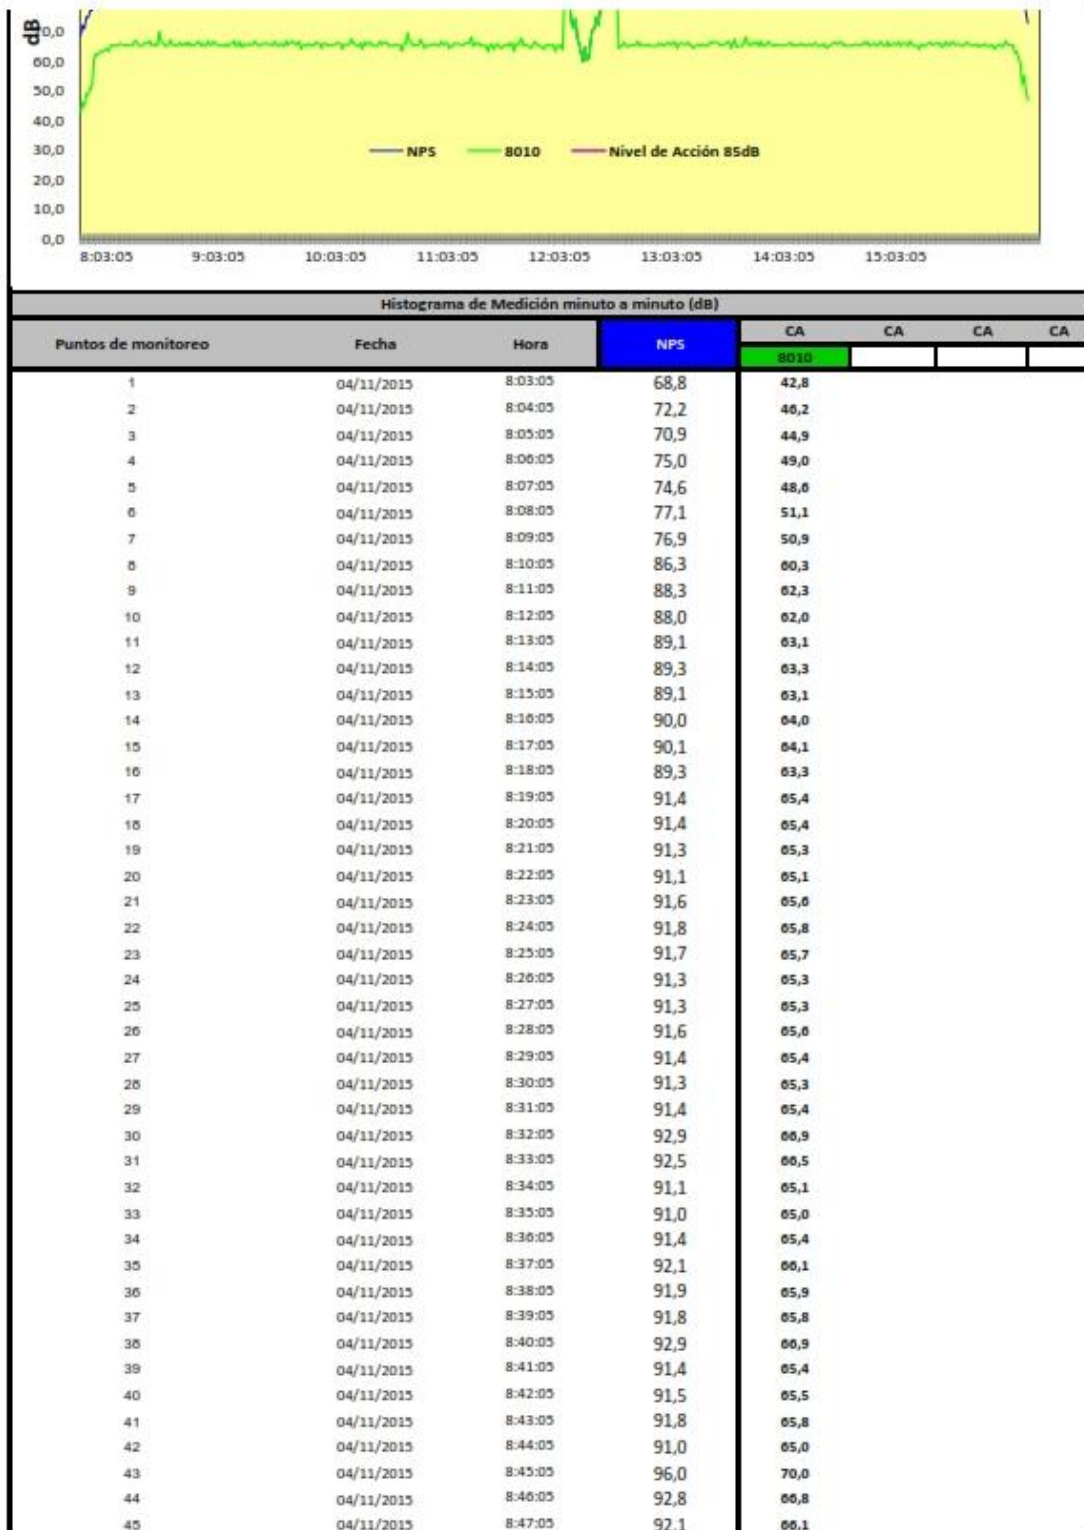 dB
70,0
60,0
50,0
40,0
30,0
20,0
10,0
0,0
NPS 8010 Nivel de Acción 85dB
8:03:05 9:03:05 10:03:05 11:03:05 12:03:05 13:03:05 14:03:05 15:03:05
Histograma de Medición minuto a minuto (dB)
Puntos de monitoreo Fecha Hora NPS CA CA CA CA
8010
1 04/11/2015 8:03:05 68,8 42,8
2 04/11/2015 8:04:05 72,2 46,2
3 04/11/2015 8:05:05 70,9 44,9
4 04/11/2015 8:06:05 75,0 49,0
5 04/11/2015 8:07:05 74,6 48,6
6 04/11/2015 8:08:05 77,1 51,1
7 04/11/2015 8:09:05 76,9 50,9
8 04/11/2015 8:10:05 86,3 60,3
9 04/11/2015 8:11:05 88,3 62,3
10 04/11/2015 8:12:05 88,0 62,0
11 04/11/2015 8:13:05 89,1 63,1
12 04/11/2015 8:14:05 89,3 63,3
13 04/11/2015 8:15:05 89,1 63,1
14 04/11/2015 8:16:05 90,0 64,0
15 04/11/2015 8:17:05 90,1 64,1
16 04/11/2015 8:18:05 89,3 63,3
17 04/11/2015 8:19:05 91,4 65,4
18 04/11/2015 8:20:05 91,4 65,4
19 04/11/2015 8:21:05 91,3 65,3
20 04/11/2015 8:22:05 91,1 65,1
21 04/11/2015 8:23:05 91,6 65,6
22 04/11/2015 8:24:05 91,8 65,8
23 04/11/2015 8:25:05 91,7 65,7
24 04/11/2015 8:26:05 91,3 65,3
25 04/11/2015 8:27:05 91,3 65,3
26 04/11/2015 8:28:05 91,6 65,6
27 04/11/2015 8:29:05 91,4 65,4
28 04/11/2015 8:30:05 91,3 65,3
29 04/11/2015 8:31:05 91,4 65,4
30 04/11/2015 8:32:05 92,9 66,9
31 04/11/2015 8:33:05 92,5 66,5
32 04/11/2015 8:34:05 91,1 65,1
33 04/11/2015 8:35:05 91,0 65,0
34 04/11/2015 8:36:05 91,4 65,4
35 04/11/2015 8:37:05 92,1 66,1
36 04/11/2015 8:38:05 91,9 65,9
37 04/11/2015 8:39:05 91,8 65,8
38 04/11/2015 8:40:05 92,9 66,9
39 04/11/2015 8:41:05 91,4 65,4
40 04/11/2015 8:42:05 91,5 65,5
41 04/11/2015 8:43:05 91,8 65,8
42 04/11/2015 8:44:05 91,0 65,0
43 04/11/2015 8:45:05 96,0 70,0
44 04/11/2015 8:46:05 92,8 66,8
45 04/11/2015 8:47:05 92,1 66,1